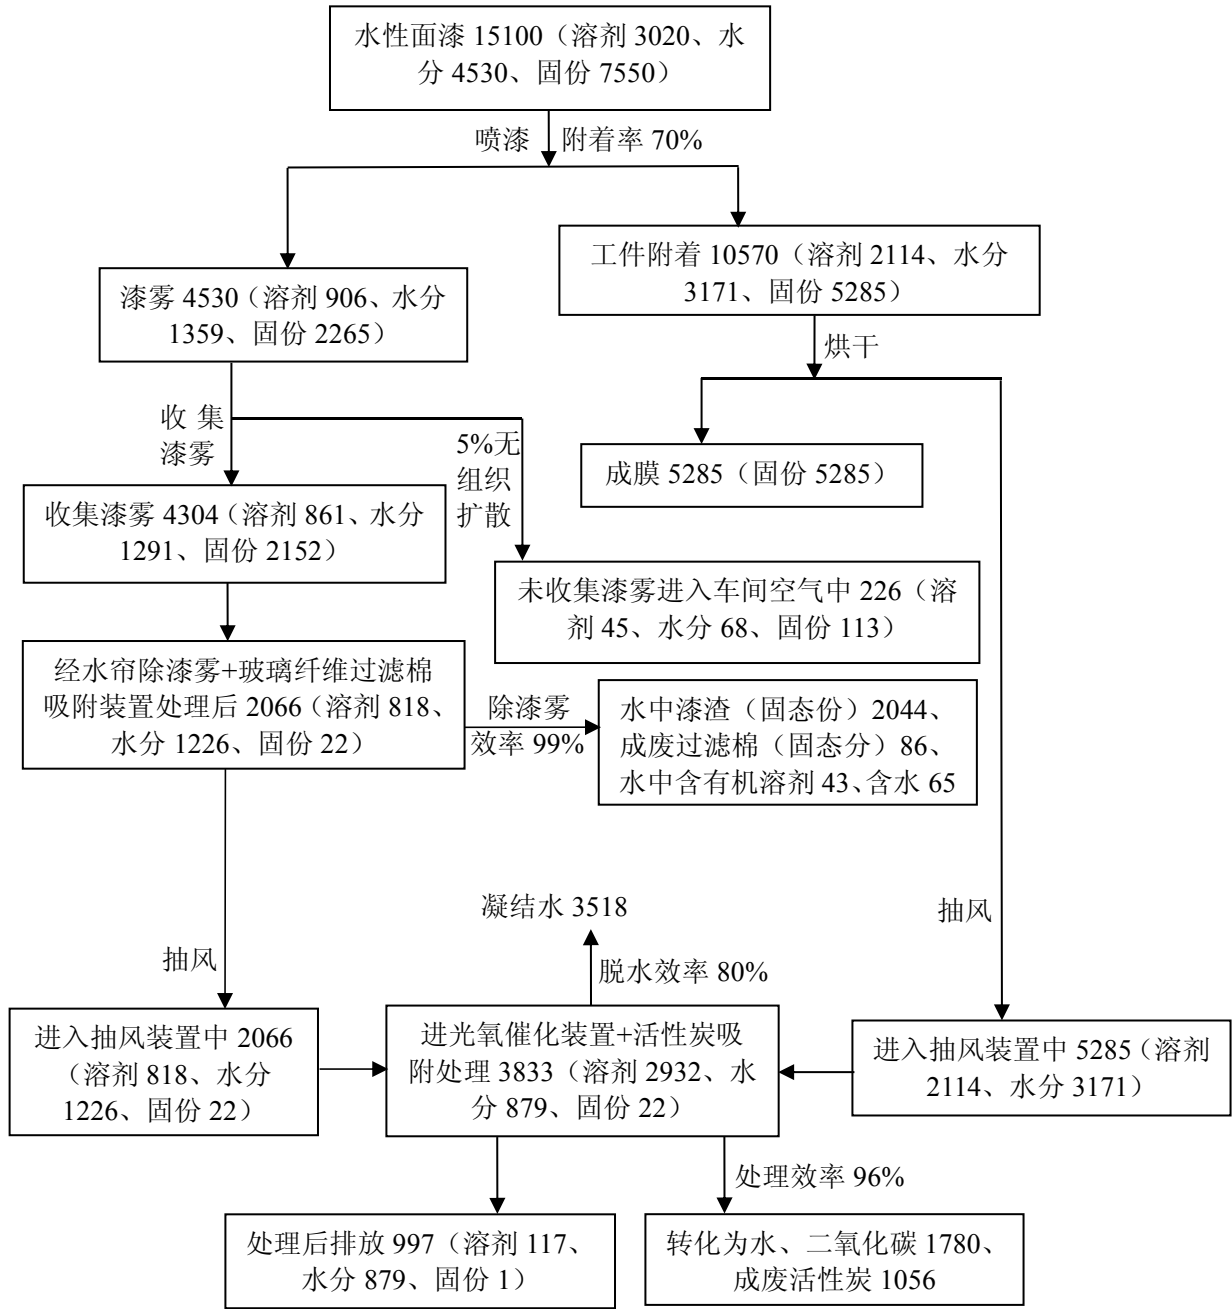 水性面漆 15100（溶剂 3020、水
分 4530、固份 7550）
喷漆 附着率 70%
工件附着 10570（溶剂 2114、水分
3171、固份 5285）
漆雾 4530（溶剂 906、水分
1359、固份 2265）
烘干
收 集
漆雾
5%无
组织
扩散
成膜 5285（固份 5285）
收集漆雾 4304（溶剂 861、水分
1291、固份 2152）
未收集漆雾进入车间空气中 226（溶
剂 45、水分 68、固份 113）
经水帘除漆雾+玻璃纤维过滤棉
吸附装置处理后 2066（溶剂 818、
水分 1226、固份 22）
除漆雾
效率 99%
水中漆渣（固态份）2044、
成废过滤棉（固态分）86、
水中含有机溶剂 43、含水 65
凝结水 3518
抽风
抽风
脱水效率 80%
进入抽风装置中 2066
（溶剂 818、水分
1226、固份 22）
进光氧催化装置+活性炭吸
附处理 3833（溶剂 2932、水
分 879、固份 22）
进入抽风装置中 5285（溶剂
2114、水分 3171）
处理效率 96%
处理后排放 997（溶剂 117、
水分 879、固份 1）
转化为水、二氧化碳 1780、
成废活性炭 1056